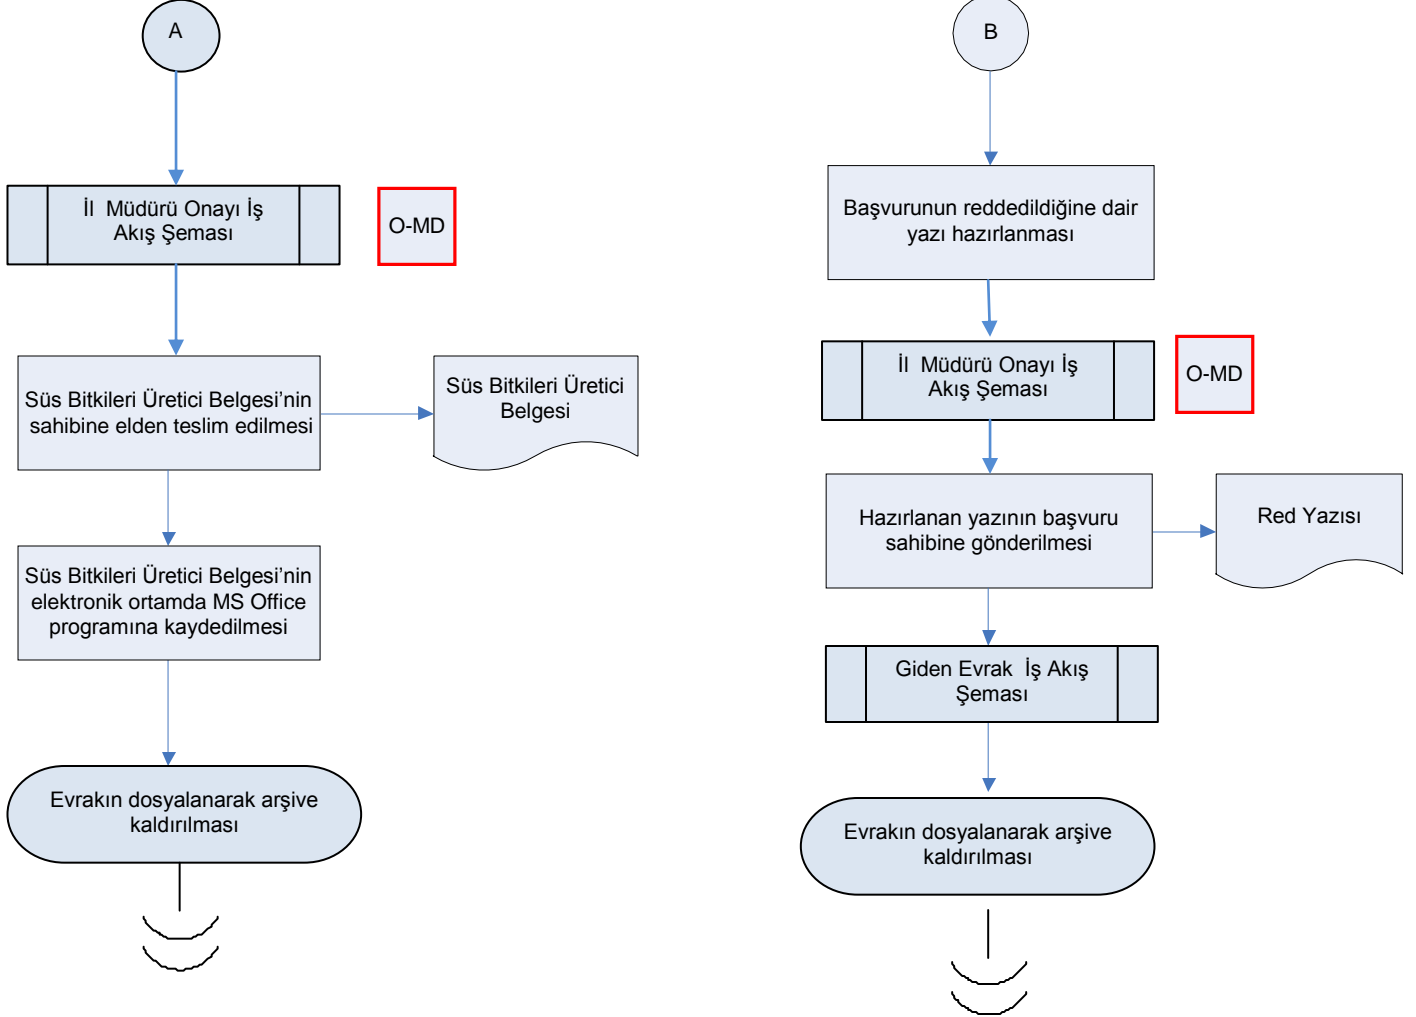 A
İl Müdürü Onayı İş
Akış Şeması
O-MD
Süs Bitkileri Üretici Belgesi’nin
sahibine elden teslim edilmesi
Süs Bitkileri Üretici
Belgesi
Süs Bitkileri Üretici Belgesi’nin
elektronik ortamda MS Office
programına kaydedilmesi
Evrakın dosyalanarak arşive
kaldırılması
B
Başvurunun reddedildiğine dair
yazı hazırlanması
İl Müdürü Onayı İş
Akış Şeması
O-MD
Hazırlanan yazının başvuru
sahibine gönderilmesi
Red Yazısı
Giden Evrak İş Akış
Şeması
Evrakın dosyalanarak arşive
kaldırılması